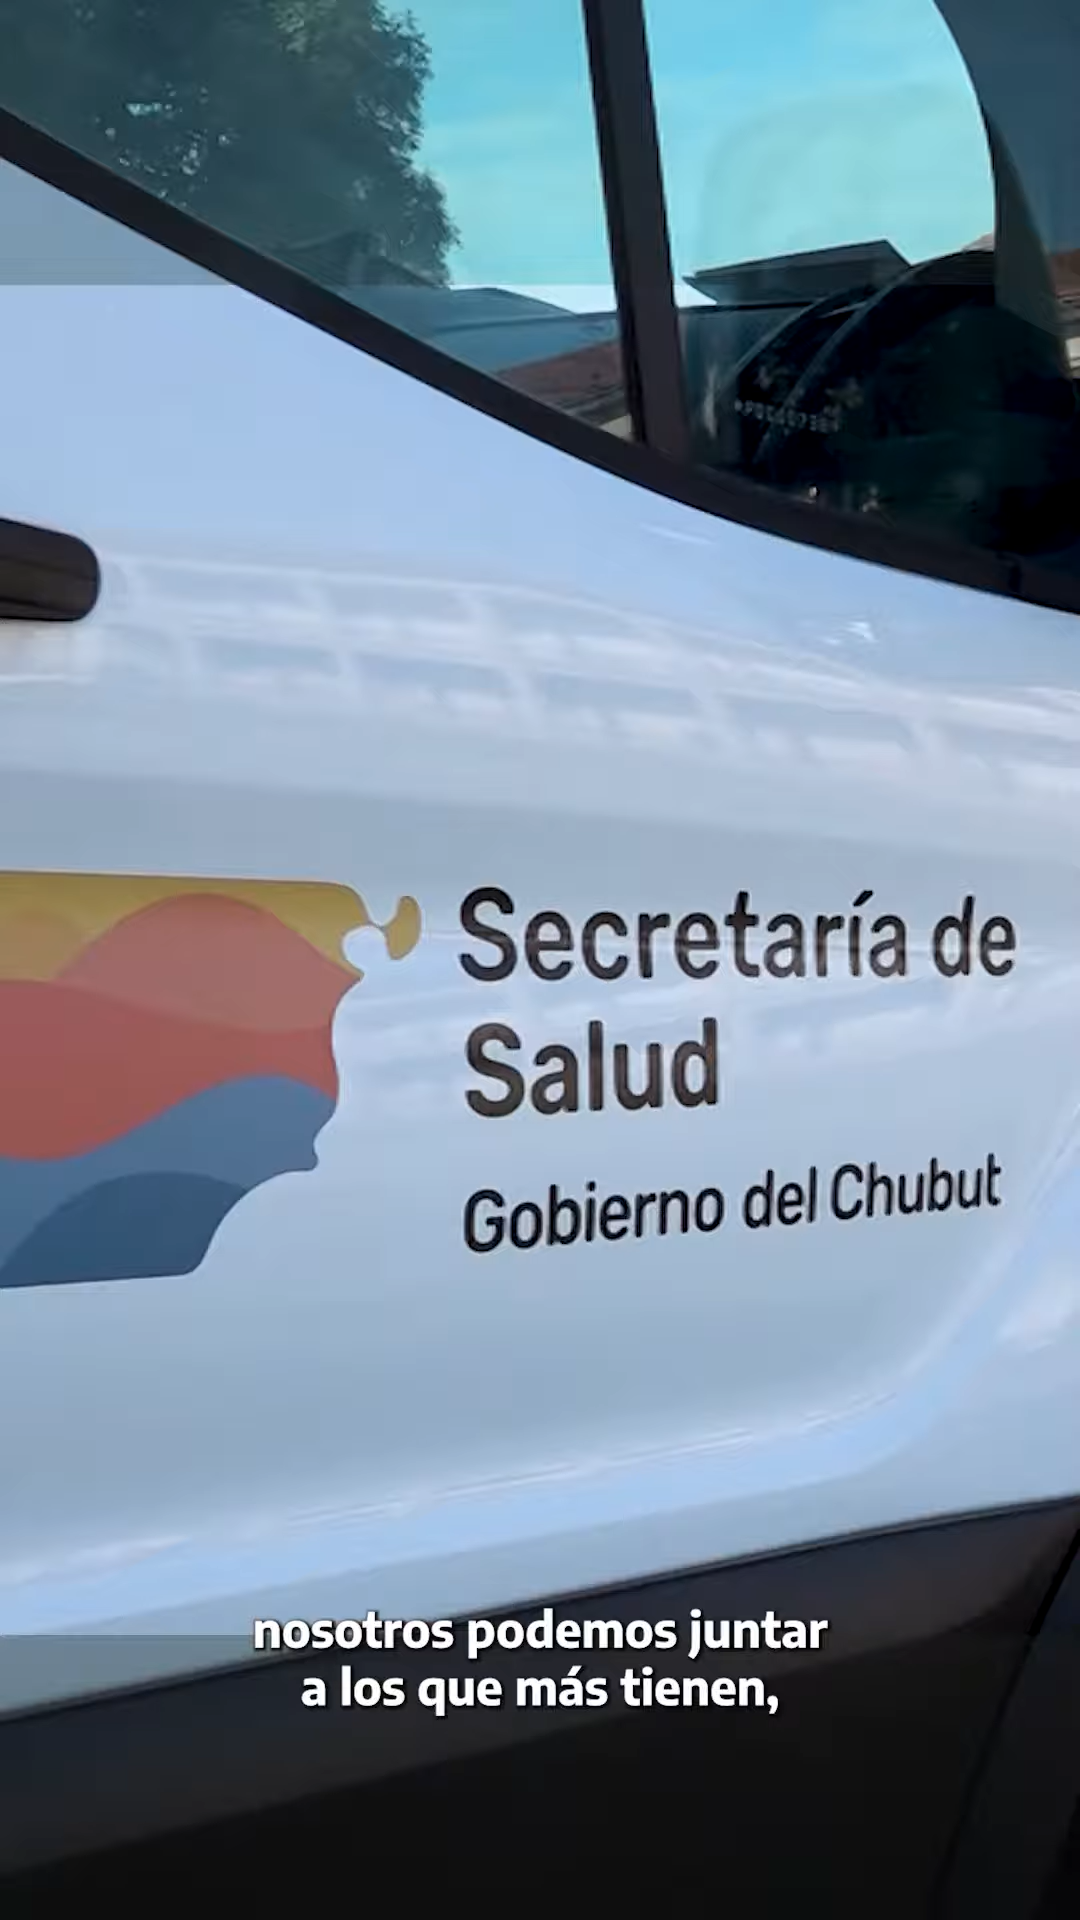 Secretaría de
Salud
Gobierno del Chubut
nosotros podemos juntar
a los que más tienen,